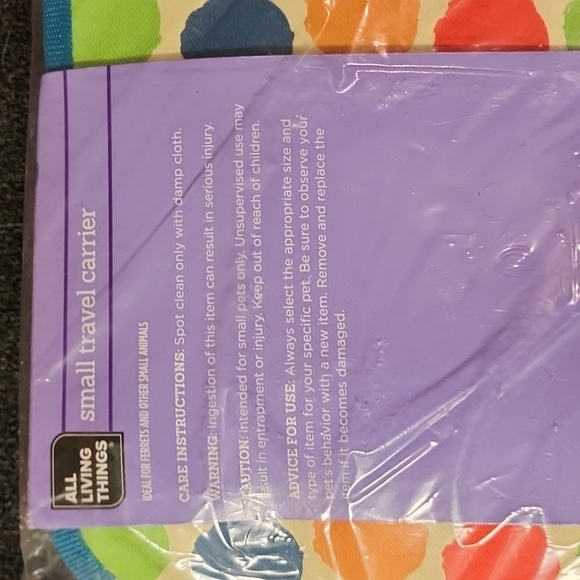 ALL
LIVING
THINGS®
small travel carrier
IDEAL FOR FERRETS AND OTHER SMALL ANIMALS
CARE INSTRUCTIONS: Spot clean only with damp cloth.
WARNING: Ingestion of this item can result in serious injury.
CAUTION: Intended for small pets only. Unsupervised use may
result in entrapment or injury. Keep out of reach of children.
ADVICE FOR USE: Always select the appropriate size and
type of item for your specific pet. Be sure to observe your
pet's behavior with a new item. Remove and replace the
item if it becomes damaged.